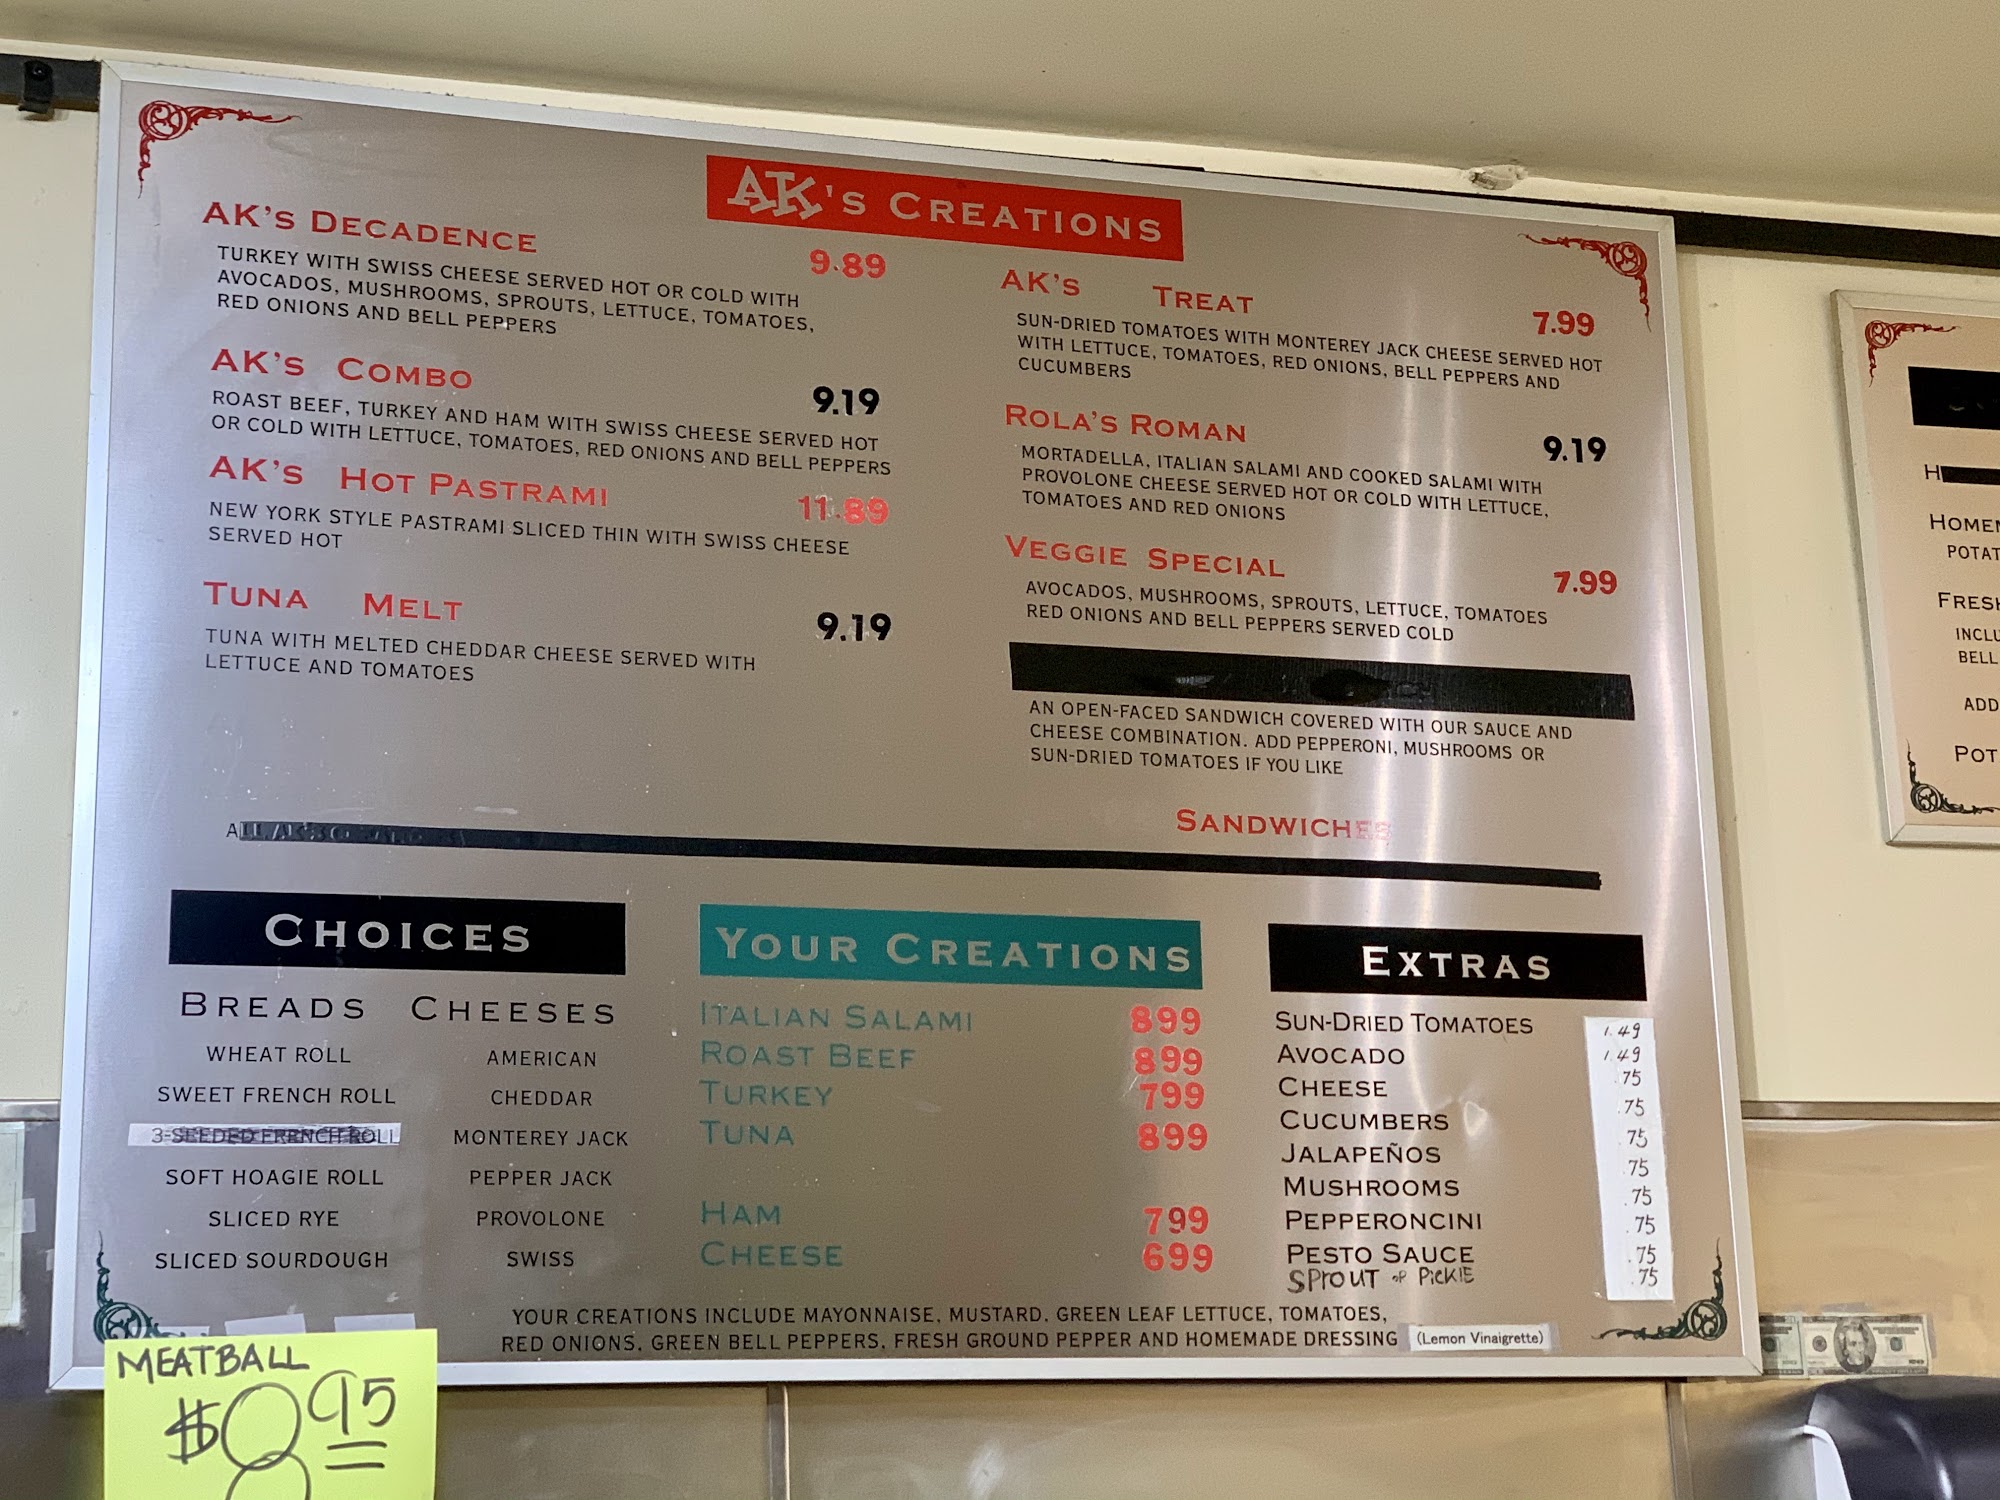 AK's CREATIONS
AK'S DECADENCE 9.89
TURKEY WITH SWISS CHEESE SERVED HOT OR COLD WITH
AVOCADOS, MUSHROOMS, SPROUTS, LETTUCE, TOMATOES,
RED ONIONS AND BELL PEPPERS
AK'S COMBO 9.19
ROAST BEEF, TURKEY AND HAM WITH SWISS CHEESE SERVED HOT
OR COLD WITH LETTUCE, TOMATOES, RED ONIONS AND BELL PEPPERS
AK'S HOT PASTRAMI 11.89
NEW YORK STYLE PASTRAMI SLICED THIN WITH SWISS CHEESE
SERVED HOT
TUNA MELT 9.19
TUNA WITH MELTED CHEDDAR CHEESE SERVED WITH
LETTUCE AND TOMATOES
AK'S TREAT 7.99
SUN-DRIED TOMATOES WITH MONTEREY JACK CHEESE SERVED HOT
WITH LETTUCE, TOMATOES, RED ONIONS, BELL PEPPERS AND
CUCUMBERS
ROLA'S ROMAN 9.19
MORTADELLA, ITALIAN SALAMI AND COOKED SALAMI WITH
PROVOLONE CHEESE SERVED HOT OR COLD WITH LETTUCE,
TOMATOES AND RED ONIONS
VEGGIE SPECIAL 7.99
AVOCADOS, MUSHROOMS, SPROUTS, LETTUCE, TOMATOES
RED ONIONS AND BELL PEPPERS SERVED COLD
AN OPEN-FACED SANDWICH COVERED WITH OUR SAUCE AND
CHEESE COMBINATION. ADD PEPPERONI, MUSHROOMS OR
SUN-DRIED TOMATOES IF YOU LIKE
SANDWICHES
CHOICES
BREADS
WHEAT ROLL
SWEET FRENCH ROLL
3-SEEDED FRENCH ROLL
SOFT HOAGIE ROLL
SLICED RYE
SLICED SOURDOUGH
CHEESES
AMERICAN
CHEDDAR
MONTEREY JACK
PEPPER JACK
PROVOLONE
SWISS
YOUR CREATIONS
ITALIAN SALAMI 899
ROAST BEEF 899
TURKEY 799
TUNA 899
HAM 799
CHEESE 699
EXTRAS
SUN-DRIED TOMATOES 1.49
AVOCADO 1.49
CHEESE .75
CUCUMBERS .75
JALAPEÑOS .75
MUSHROOMS .75
PEPPERONCINI .75
PESTO SAUCE .75
SPROUT or PICKIE .75
.75
YOUR CREATIONS INCLUDE MAYONNAISE, MUSTARD, GREEN LEAF LETTUCE, TOMATOES,
RED ONIONS, GREEN BELL PEPPERS, FRESH GROUND PEPPER AND HOMEMADE DRESSING (Lemon Vinaigrette)
MEATBALL
$8.95
HOMEM
POTAT
FRESH
INCLU
BELL
ADD
POT